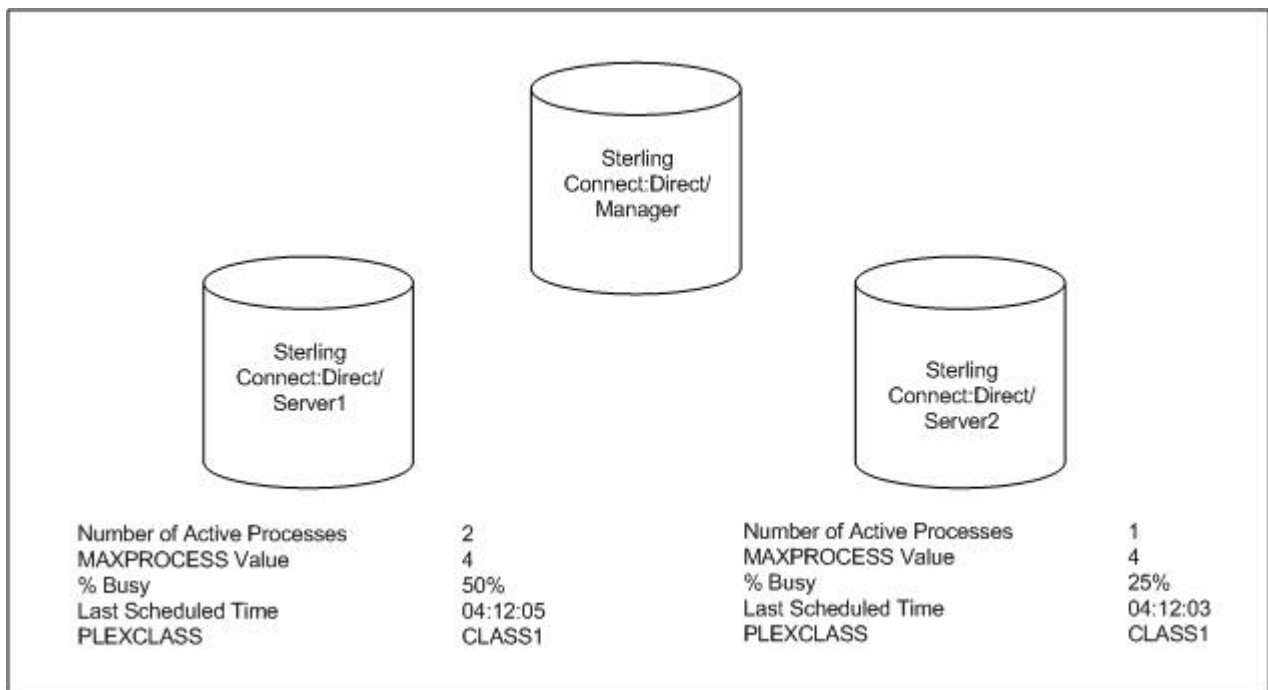 Sterling
Connect:Direct/
Manager
Sterling
Connect:Direct/
Server1
Sterling
Connect:Direct/
Server2
Number of Active Processes 2
MAXPROCESS Value 4
% Busy 50%
Last Scheduled Time 04:12:05
PLEXCLASS CLASS1
Number of Active Processes 1
MAXPROCESS Value 4
% Busy 25%
Last Scheduled Time 04:12:03
PLEXCLASS CLASS1